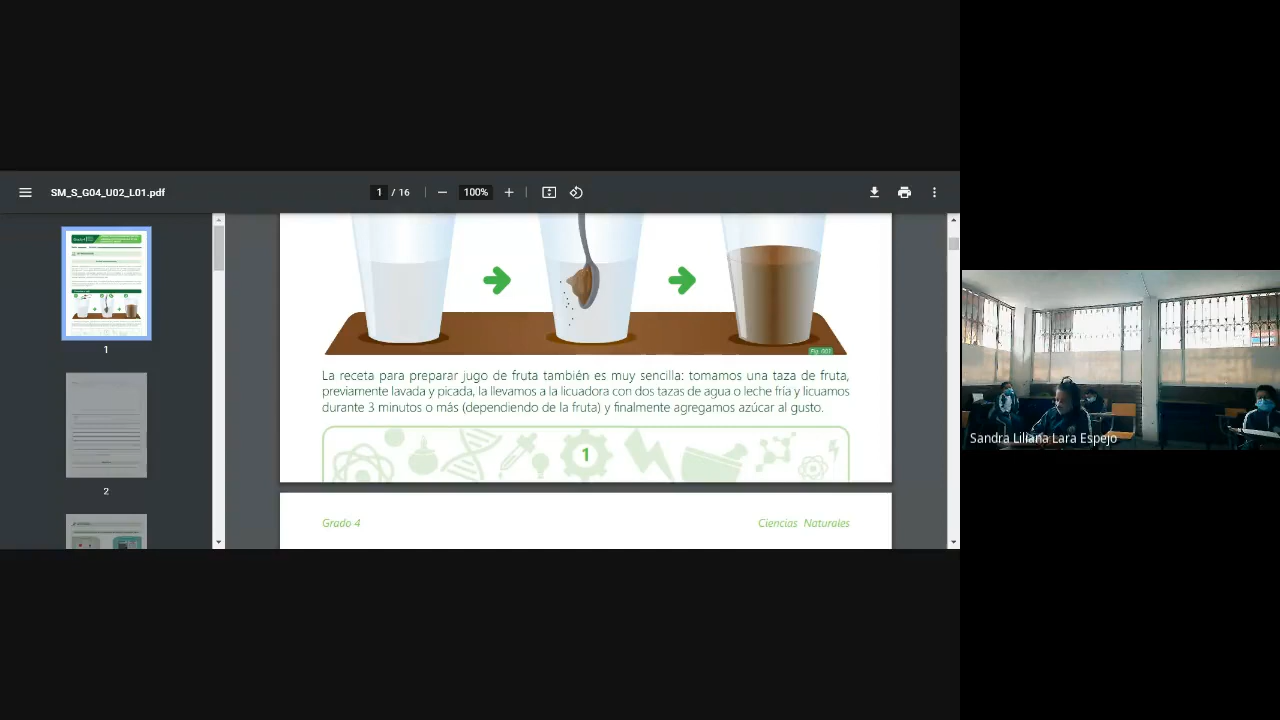 SM_S_G04_U02_L01.pdf
1 / 16
100%
1
2
Fig. 001
La receta para preparar jugo de fruta también es muy sencilla: tomamos una taza de fruta,
previamente lavada y picada, la llevamos a la licuadora con dos tazas de agua o leche fría y licuamos
durante 3 minutos o más (dependiendo de la fruta) y finalmente agregamos azúcar al gusto.
1
Grado 4
Ciencias Naturales
Sandra Liliana Lara Espejo